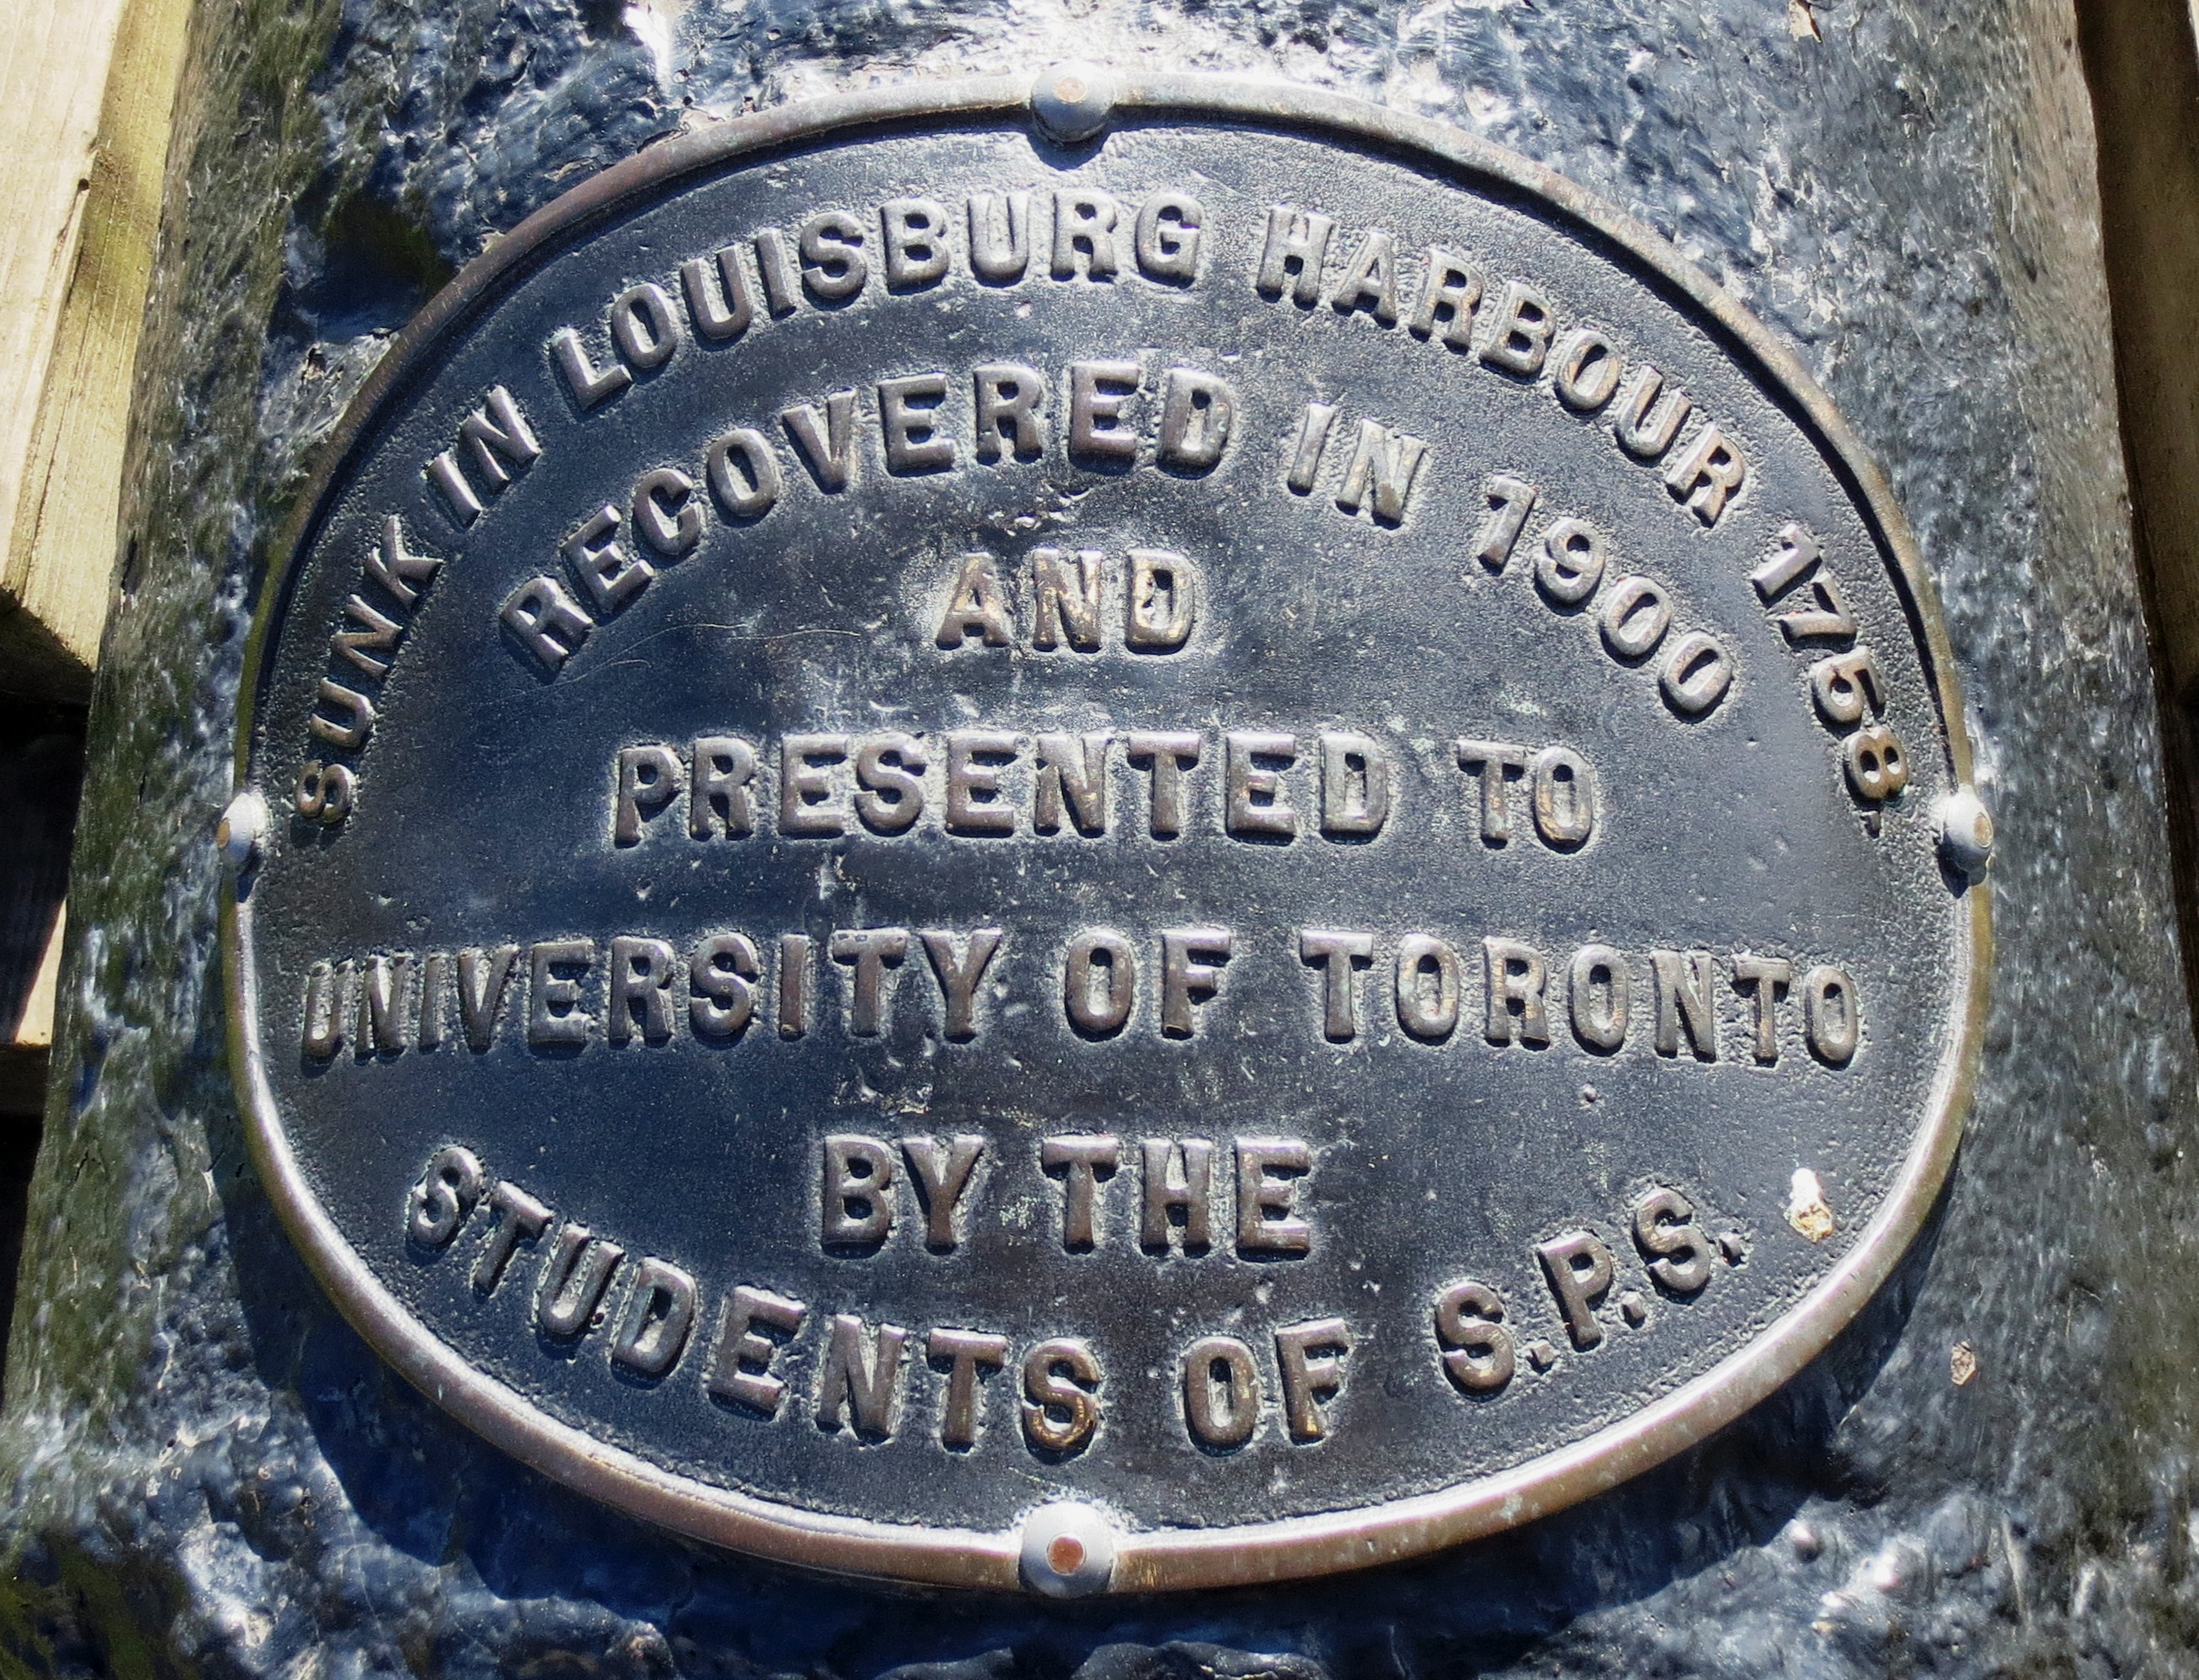 SUNK IN LOUISBURG HARBOUR 1758
RECOVERED IN 1900
AND
PRESENTED TO
UNIVERSITY OF TORONTO
BY THE
STUDENTS OF S.P.S.